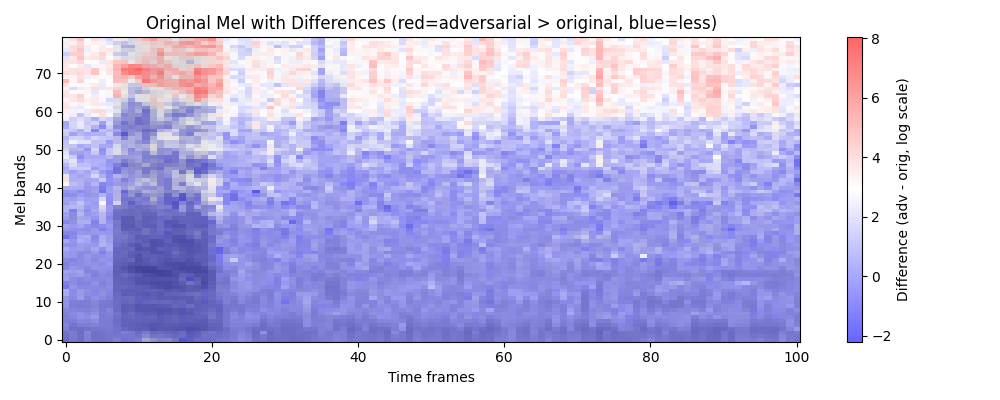 Original Mel with Differences (red=adversarial > original, blue=less)
Mel bands
70
60
50
40
30
20
10
0
0 20 40 60 80 100
Time frames
8
6
4
2
0
−2
Difference (adv - orig, log scale)